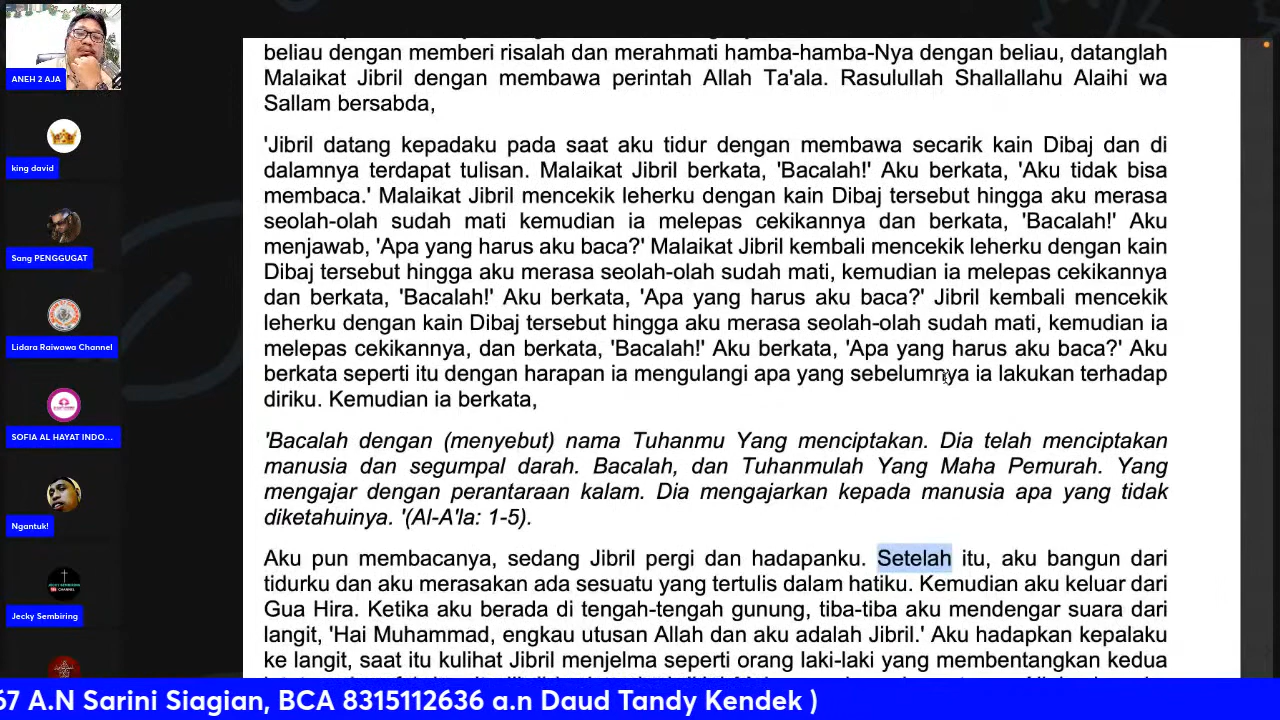 beliau dengan memberi risalah dan merahmati hamba-hamba-Nya dengan beliau, datanglah
Malaikat Jibril dengan membawa perintah Allah Ta'ala. Rasulullah Shallallahu Alaihi wa
Sallam bersabda,
'Jibril datang kepadaku pada saat aku tidur dengan membawa secarik kain Dibaj dan di
dalamnya terdapat tulisan. Malaikat Jibril berkata, 'Bacalah!' Aku berkata, 'Aku tidak bisa
membaca.' Malaikat Jibril mencekik leherku dengan kain Dibaj tersebut hingga aku merasa
seolah-olah sudah mati kemudian ia melepas cekikannya dan berkata, 'Bacalah!' Aku
menjawab, 'Apa yang harus aku baca?' Malaikat Jibril kembali mencekik leherku dengan kain
Dibaj tersebut hingga aku merasa seolah-olah sudah mati, kemudian ia melepas cekikannya
dan berkata, 'Bacalah!' Aku berkata, 'Apa yang harus aku baca?' Jibril kembali mencekik
leherku dengan kain Dibaj tersebut hingga aku merasa seolah-olah sudah mati, kemudian ia
melepas cekikannya, dan berkata, 'Bacalah!' Aku berkata, 'Apa yang harus aku baca?' Aku
berkata seperti itu dengan harapan ia mengulangi apa yang sebelumnya ia lakukan terhadap
diriku. Kemudian ia berkata,
'Bacalah dengan (menyebut) nama Tuhanmu Yang menciptakan. Dia telah menciptakan
manusia dan segumpal darah. Bacalah, dan Tuhanmulah Yang Maha Pemurah. Yang
mengajar dengan perantaraan kalam. Dia mengajarkan kepada manusia apa yang tidak
diketahuinya. '(Al-A'la: 1-5).
Aku pun membacanya, sedang Jibril pergi dan hadapanku. Setelah itu, aku bangun dari
tidurku dan aku merasakan ada sesuatu yang tertulis dalam hatiku. Kemudian aku keluar dari
Gua Hira. Ketika aku berada di tengah-tengah gunung, tiba-tiba aku mendengar suara dari
langit, 'Hai Muhammad, engkau utusan Allah dan aku adalah Jibril.' Aku hadapkan kepalaku
ke langit, saat itu kulihat Jibril menjelma seperti orang laki-laki yang membentangkan kedua
ANEH 2 AJA
king david
Sang PENGGUGAT
Lidara Raiwawa Channel
SOFIA AL HAYAT INDO...
Ngantuk!
Jecky Sembiring
67 A.N Sarini Siagian, BCA 8315112636 a.n Daud Tandy Kendek )